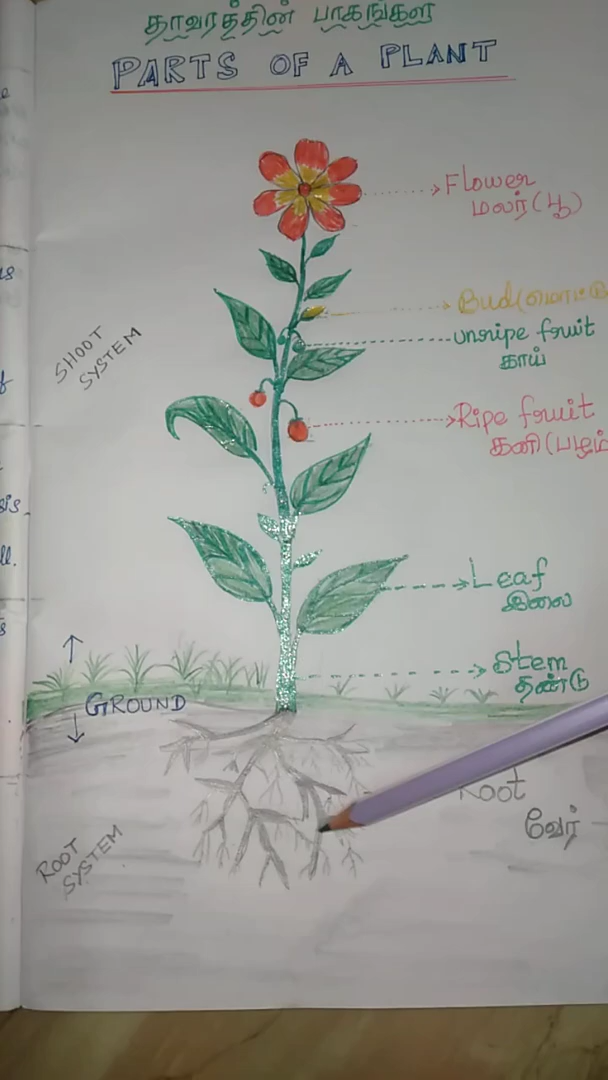 தாவரத்தின் பாகங்கள்
PARTS OF A PLANT
Flower
மலர் (பூ)
Bud (மொட்டு
unripe fruit
காய்
SHOOT
SYSTEM
Ripe fruit
கனி (பழம்
Leaf
இலை
Stem
தண்டு
GROUND
Root
வேர்
ROOT
SYSTEM